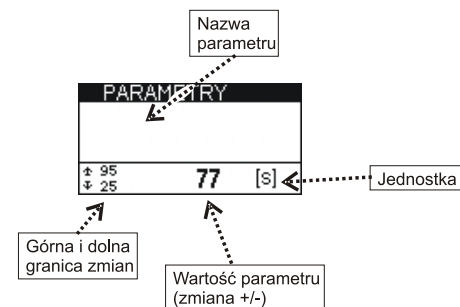 Nazwa
parametru
PARAMETRY
95
25
77
[s]
Jednostka
Górna i dolna
granica zmian
Wartość parametru
(zmiana +/-)